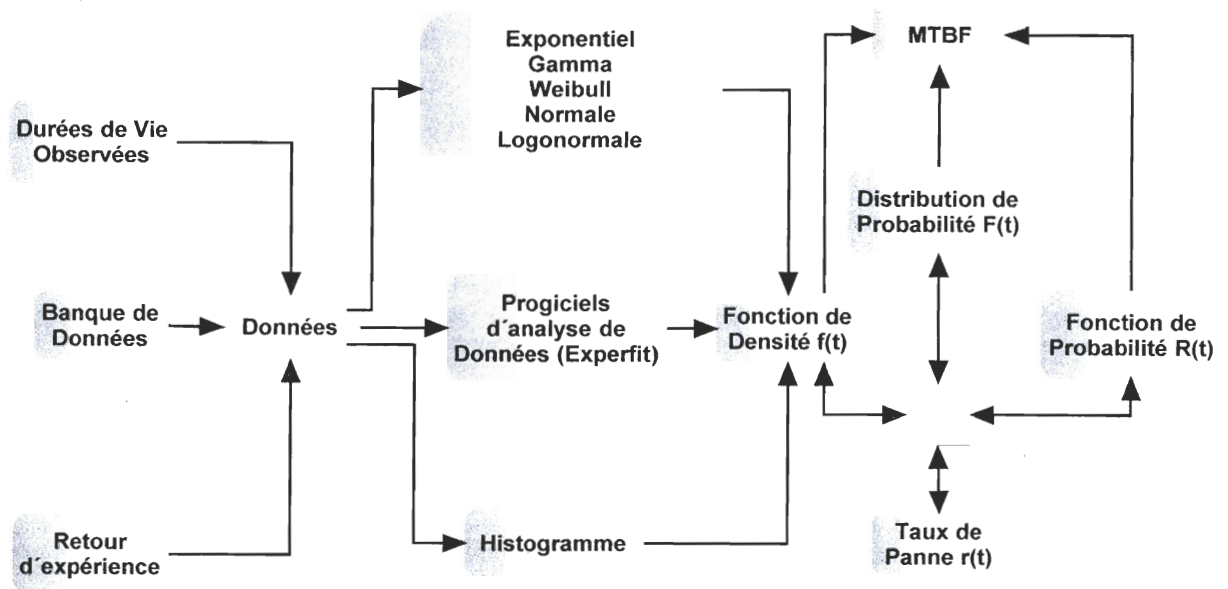 Durées de Vie
Observées
Banque de
Données
Retour
d´expérience
Données
Exponentiel
Gamma
Weibull
Normale
Logonormale
Progiciels
d´analyse de
Données (Experfit)
Histogramme
Fonction de
Densité f(t)
MTBF
Distribution de
Probabilité F(t)
Fonction de
Probabilité R(t)
Taux de
Panne r(t)